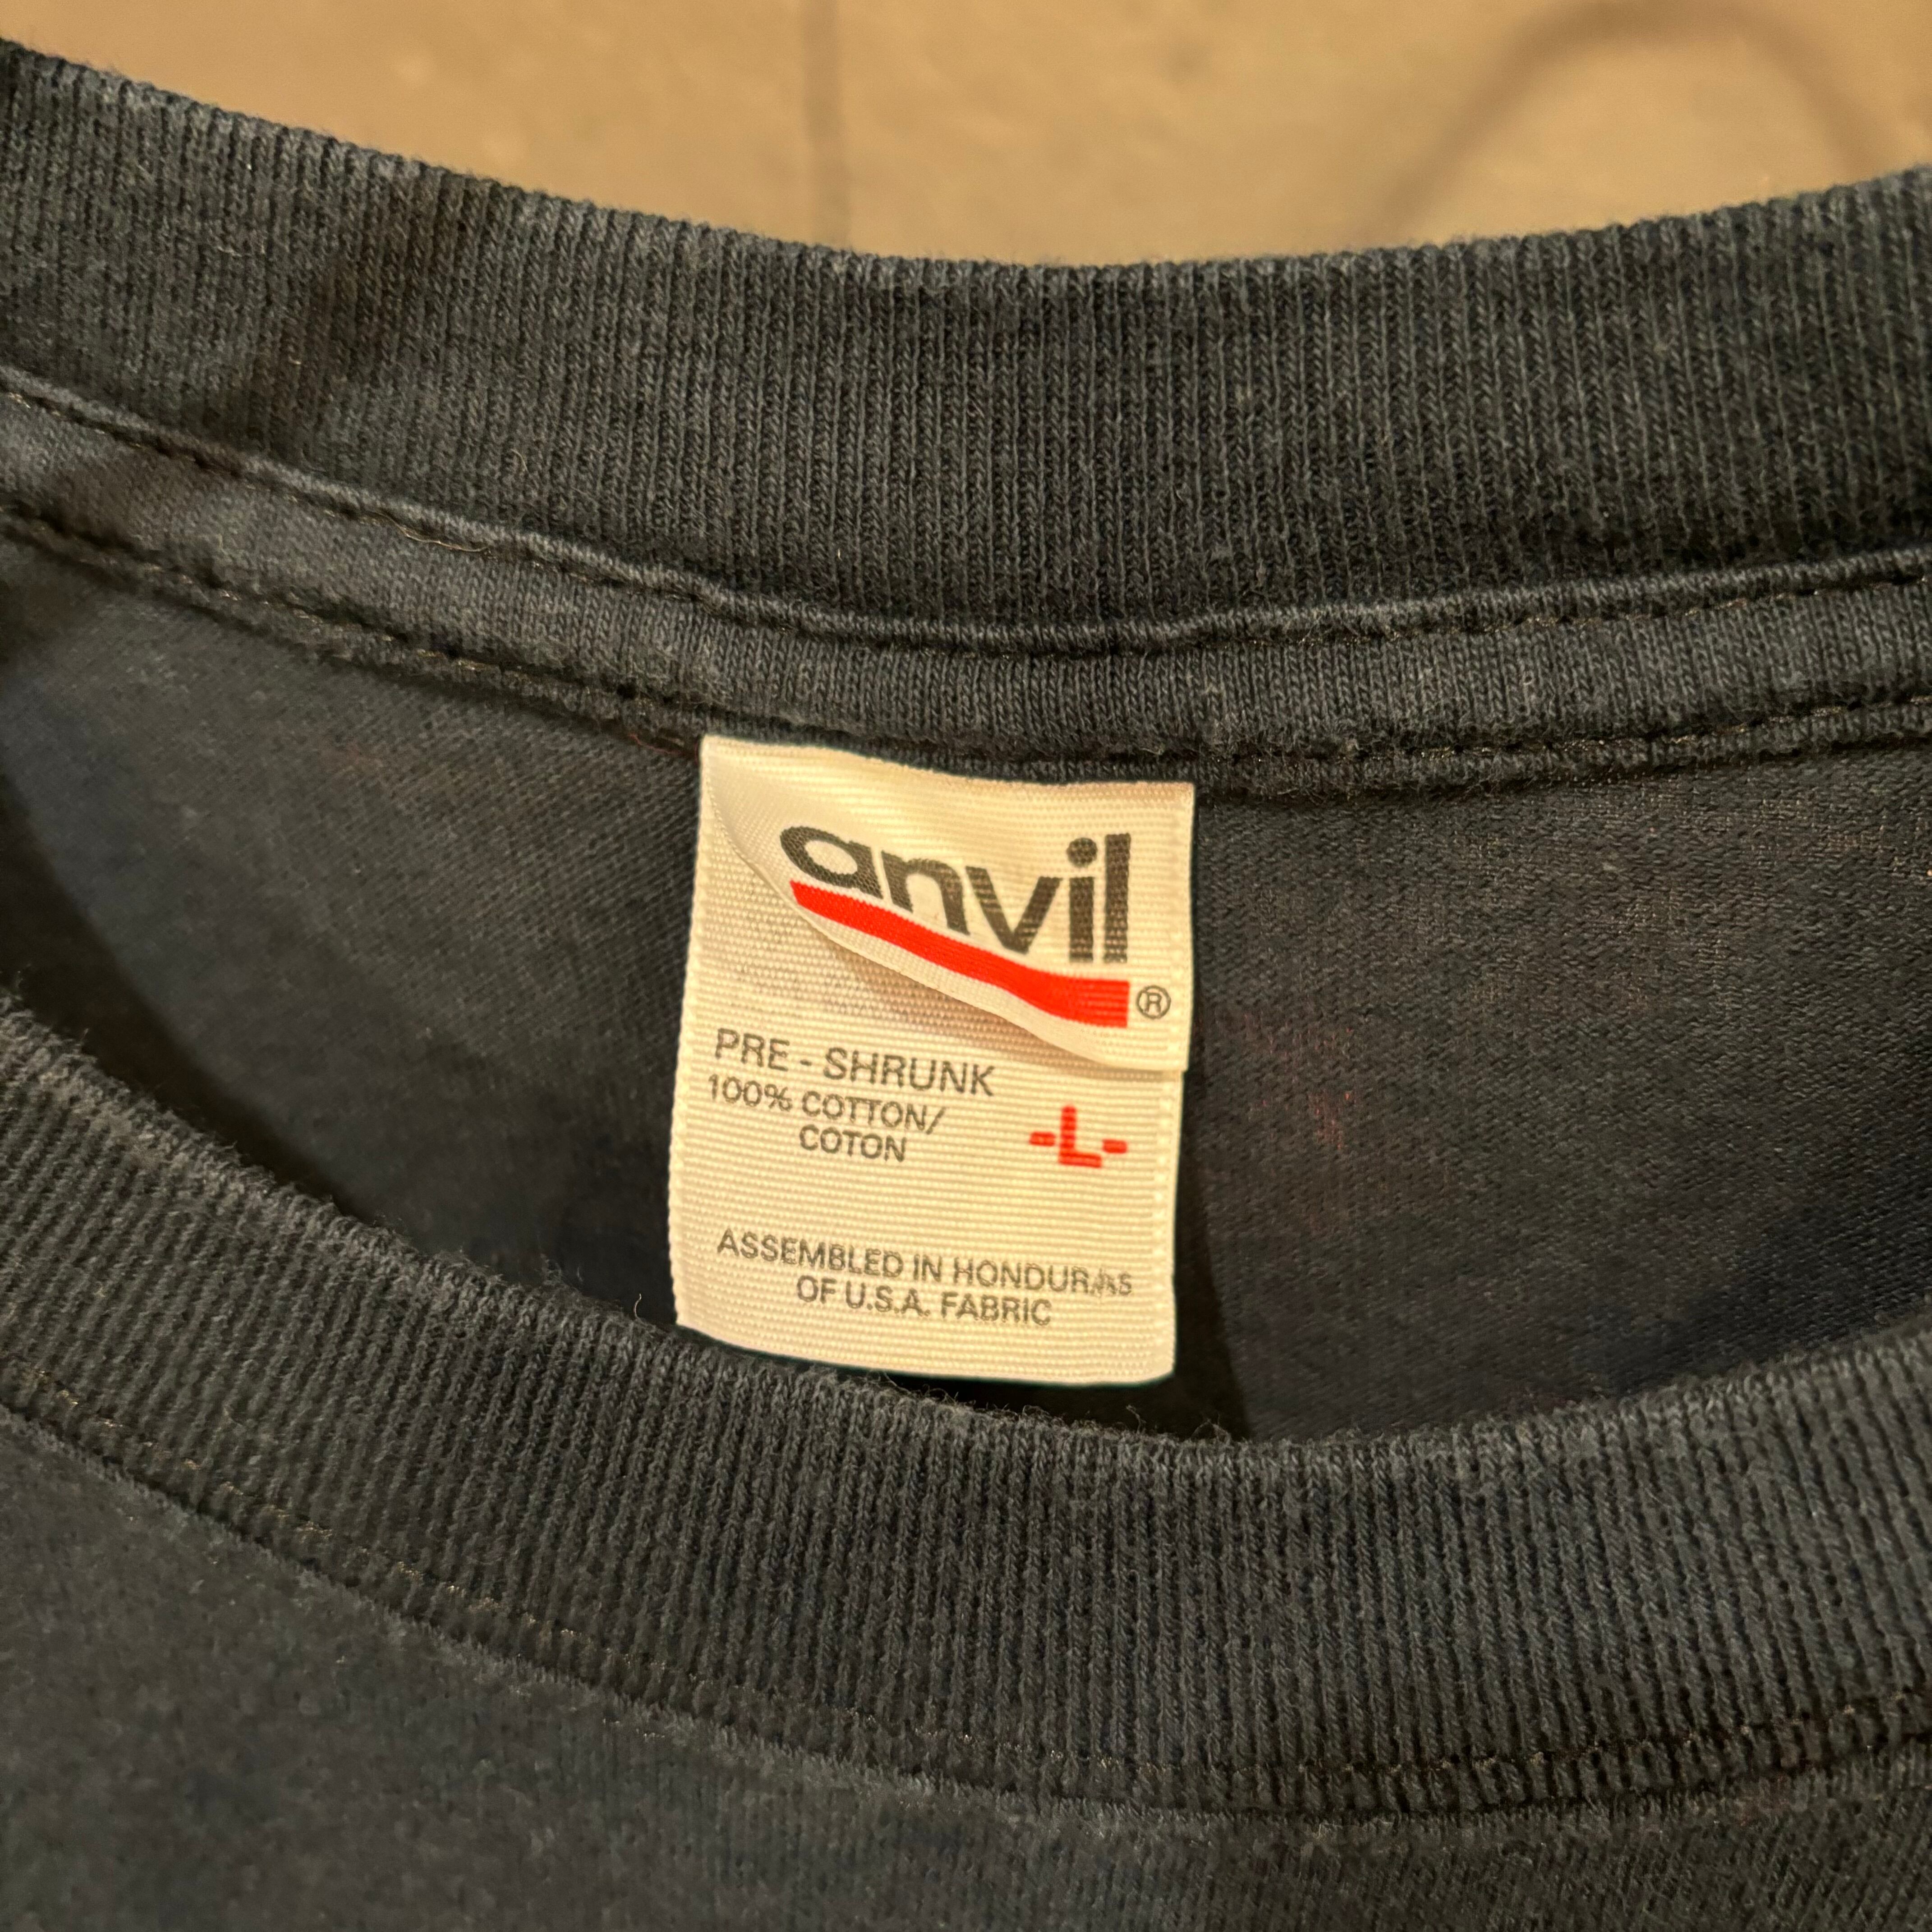 anvil
®
PRE - SHRUNK
100% COTTON/
COTON
-L-
ASSEMBLED IN HONDURAS
OF U.S.A. FABRIC